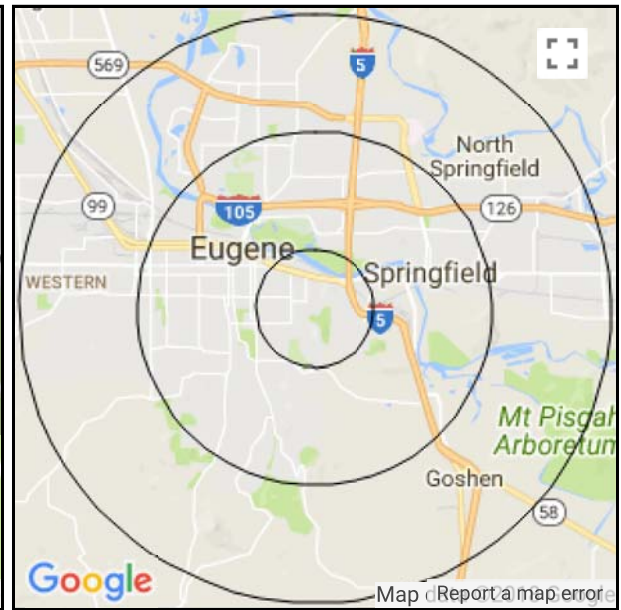 569
5
North
Springfield
99
105
126
Eugene
Springfield
WESTERN
5
Mt Pisgah
Arboretum
Goshen
58
Google
Map
Report a map error